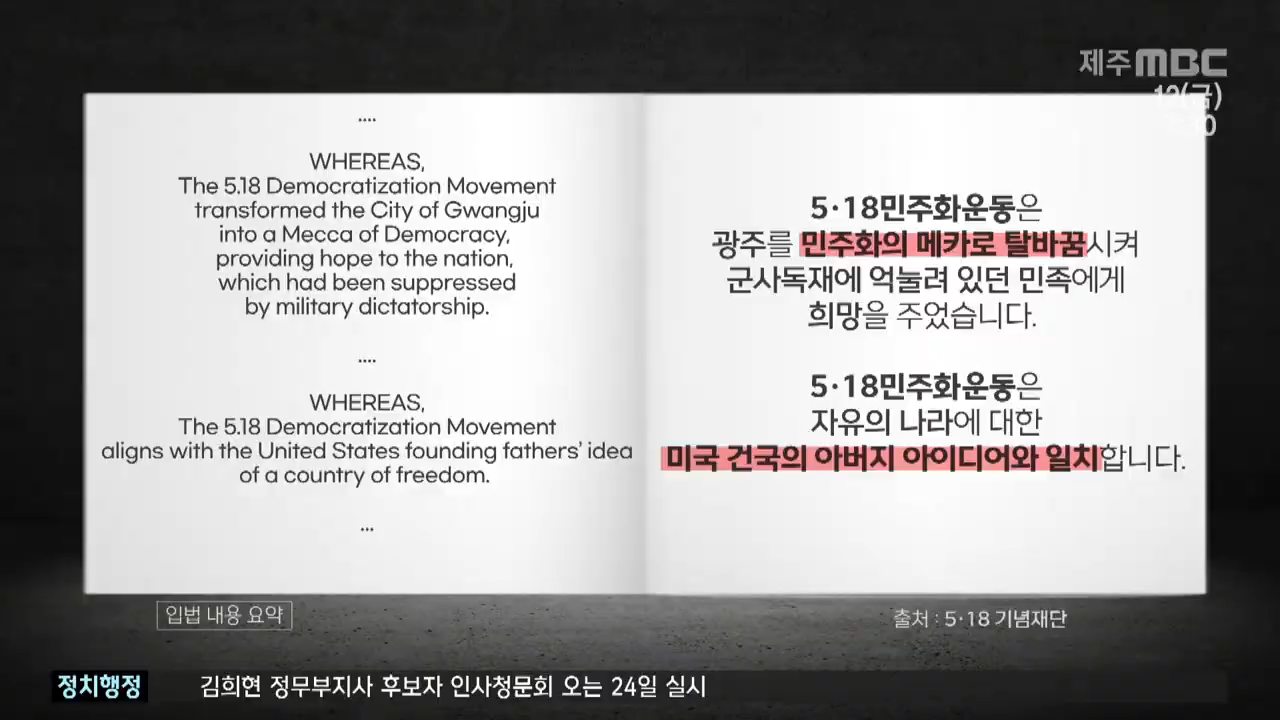 제주MBC
12(금)
....
WHEREAS,
The 5.18 Democratization Movement
transformed the City of Gwangju
into a Mecca of Democracy,
providing hope to the nation,
which had been suppressed
by military dictatorship.
....
WHEREAS,
The 5.18 Democratization Movement
aligns with the United States founding fathers' idea
of a country of freedom.
...
5·18민주화운동은
광주를 민주화의 메카로 탈바꿈시켜
군사독재에 억눌려 있던 민족에게
희망을 주었습니다.
5·18민주화운동은
자유의 나라에 대한
미국 건국의 아버지 아이디어와 일치합니다.
입법 내용 요약
출처 : 5·18 기념재단
정치행정 김희현 정무부지사 후보자 인사청문회 오는 24일 실시